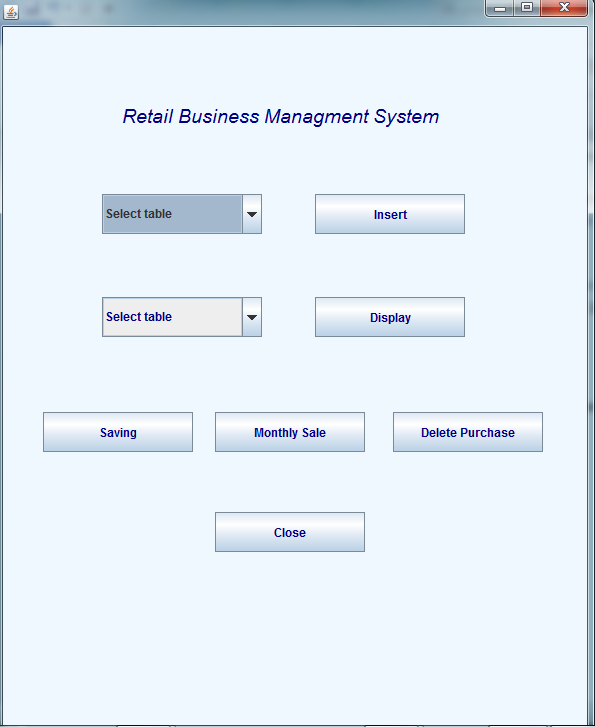 Retail Business Managment System
Select table
Insert
Select table
Display
Saving
Monthly Sale
Delete Purchase
Close